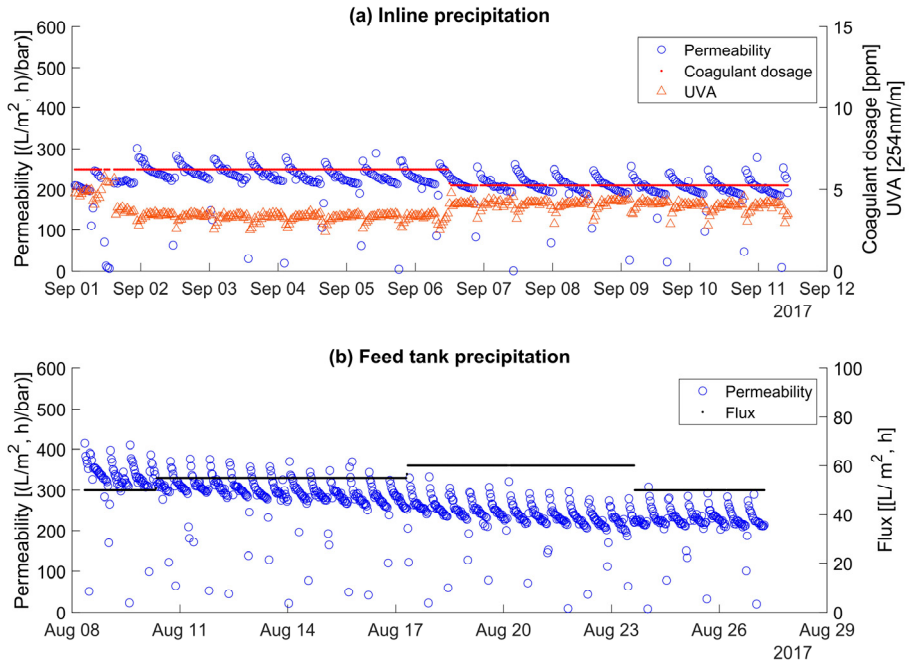 (a) Inline precipitation
600
500
400
300
200
100
0
Permeability [(L/m², h)/bar)]
15
10
5
0
Coagulant dosage [ppm]
UVA [254nm/m]
Permeability
Coagulant dosage
UVA
Sep 01 Sep 02 Sep 03 Sep 04 Sep 05 Sep 06 Sep 07 Sep 08 Sep 09 Sep 10 Sep 11 Sep 12
2017
(b) Feed tank precipitation
600
500
400
300
200
100
0
Permeability [(L/m², h)/bar)]
100
80
60
40
20
0
Flux [[L/ m², h]
Permeability
Flux
Aug 08 Aug 11 Aug 14 Aug 17 Aug 20 Aug 23 Aug 26 Aug 29
2017